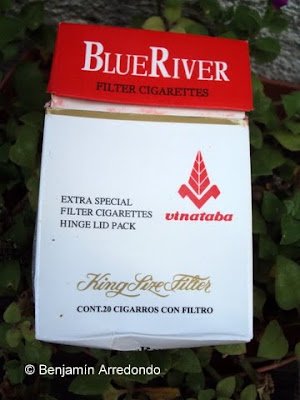 BLUERIVER
FILTER CIGARETTES
vinataba
EXTRA SPECIAL
FILTER CIGARETTES
HINGE LID PACK
King Size Filter
CONT.20 CIGARROS CON FILTRO
© Benjamín Arredondo